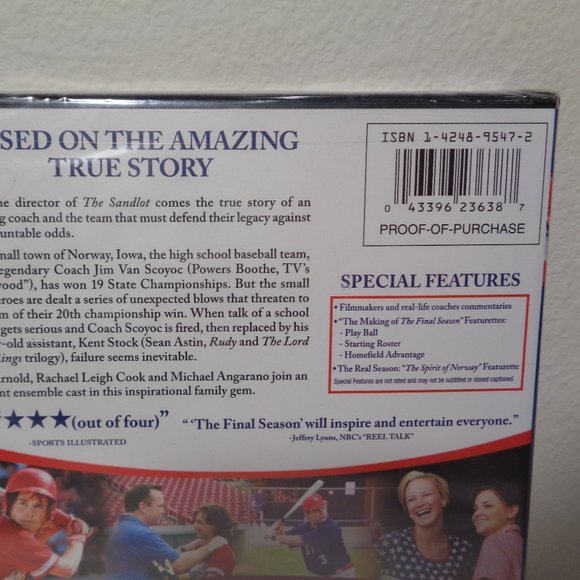 SED ON THE AMAZING
TRUE STORY
ne director of The Sandlot comes the true story of an
g coach and the team that must defend their legacy against
untable odds.
mall town of Norway, Iowa, the high school baseball team,
egendary Coach Jim Van Scoyoc (Powers Boothe, TV's
wood"), has won 19 State Championships. But the small
eroes are dealt a series of unexpected blows that threaten to
m of their 20th championship win. When talk of a school
gets serious and Coach Scoyoc is fired, then replaced by his
r-old assistant, Kent Stock (Sean Astin, Rudy and The Lord
Rings trilogy), failure seems inevitable.
Arnold, Rachael Leigh Cook and Michael Angarano join an
nt ensemble cast in this inspirational family gem.
★★★(out of four)”
-SPORTS ILLUSTRATED
“‘The Final Season’ will inspire and entertain everyone.”
-Jeffrey Lyons, NBC's “REEL TALK”
ISBN 1-4248-9547-2
0 43396 23638 7
PROOF-OF-PURCHASE
SPECIAL FEATURES
• Filmmakers and real-life coaches commentaries
• “The Making of The Final Season” Featurettes:
- Play Ball
- Starting Roster
- Homefield Advantage
• The Real Season: “The Spirit of Norway” Featurette
Special Features are not rated and may not be subtitled or closed captioned.